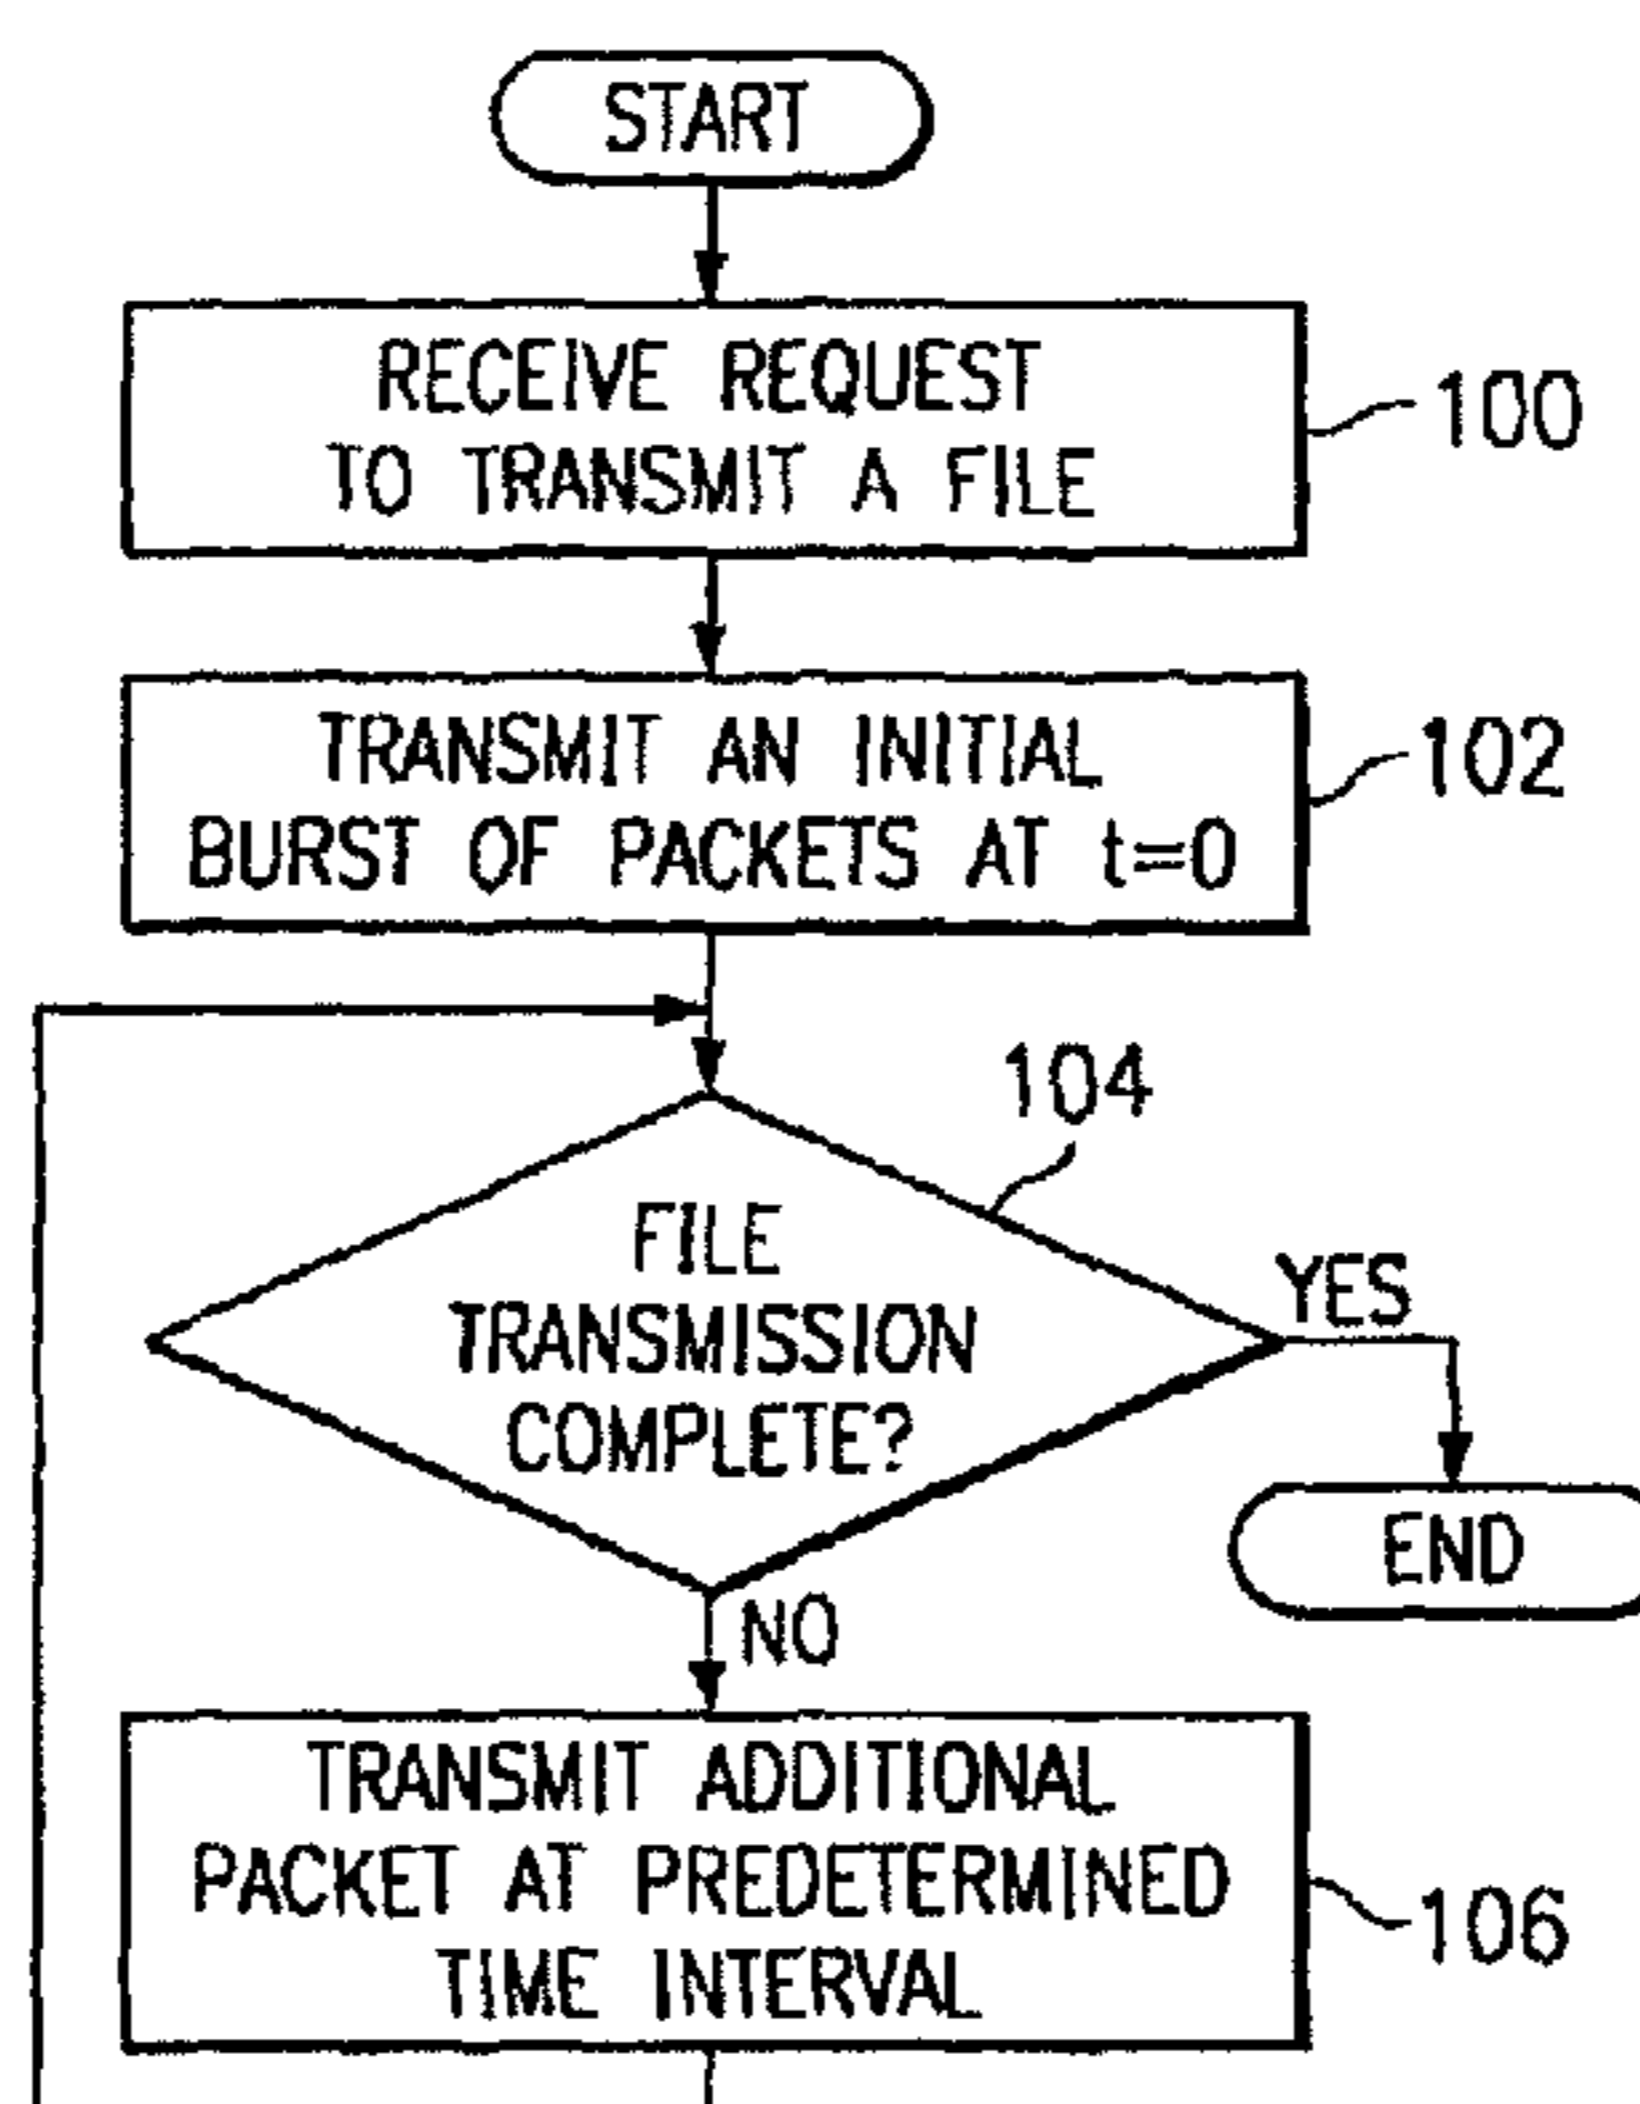 START
RECEIVE REQUEST
TO TRANSMIT A FILE
100
TRANSMIT AN INITIAL
BURST OF PACKETS AT t=0
102
104
FILE
TRANSMISSION
COMPLETE?
YES
END
NO
TRANSMIT ADDITIONAL
PACKET AT PREDETERMINED
TIME INTERVAL
106